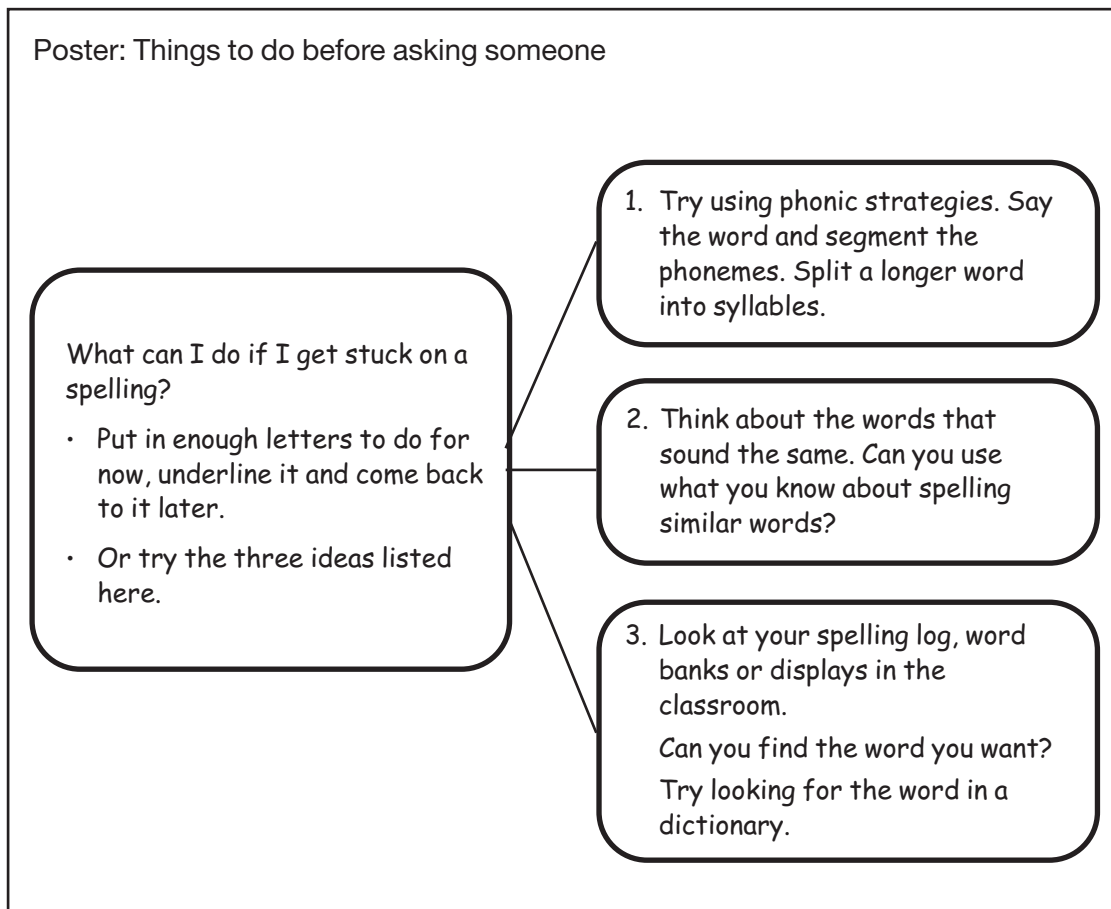 Poster: Things to do before asking someone
What can I do if I get stuck on a
spelling?
• Put in enough letters to do for
now, underline it and come back
to it later.
• Or try the three ideas listed
here.
1. Try using phonic strategies. Say
the word and segment the
phonemes. Split a longer word
into syllables.
2. Think about the words that
sound the same. Can you use
what you know about spelling
similar words?
3. Look at your spelling log, word
banks or displays in the
classroom.
Can you find the word you want?
Try looking for the word in a
dictionary.